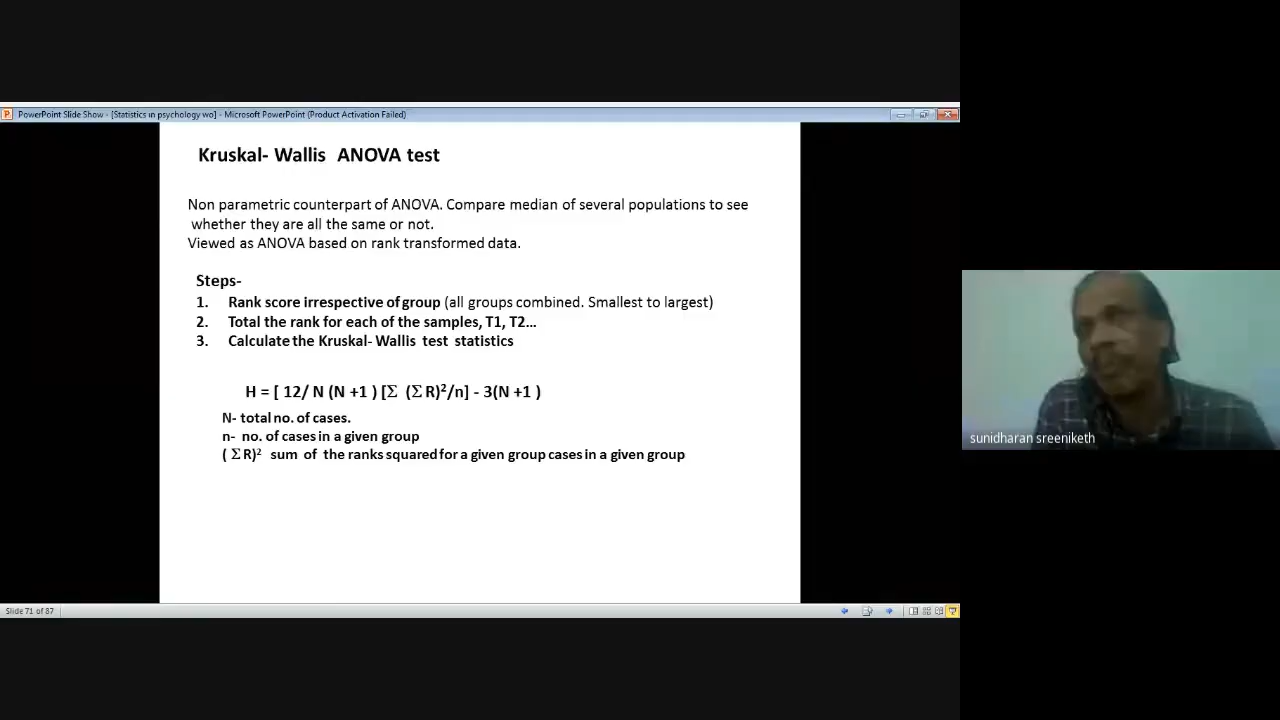 PowerPoint Slide Show - [Statistics in psychology wo] - Microsoft PowerPoint (Product Activation Failed)
Kruskal- Wallis ANOVA test
Non parametric counterpart of ANOVA. Compare median of several populations to see
whether they are all the same or not.
Viewed as ANOVA based on rank transformed data.
Steps-
1. Rank score irrespective of group (all groups combined. Smallest to largest)
2. Total the rank for each of the samples, T1, T2...
3. Calculate the Kruskal- Wallis test statistics
H = [ 12/ N (N +1 ) [Σ (Σ R)²/n] - 3(N +1 )
N- total no. of cases.
n- no. of cases in a given group
( Σ R)² sum of the ranks squared for a given group cases in a given group
sunidharan sreeniketh
Slide 71 of 87